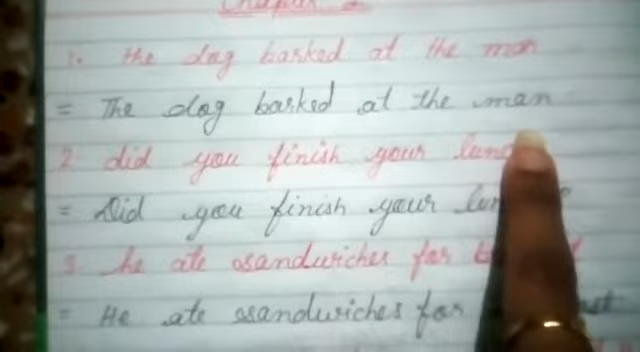 1. the dog barked at the man
= The dog barked at the man
2 did you finish your
= Did you finish your
3 he ate sandwiches for
= He ate sandwiches for